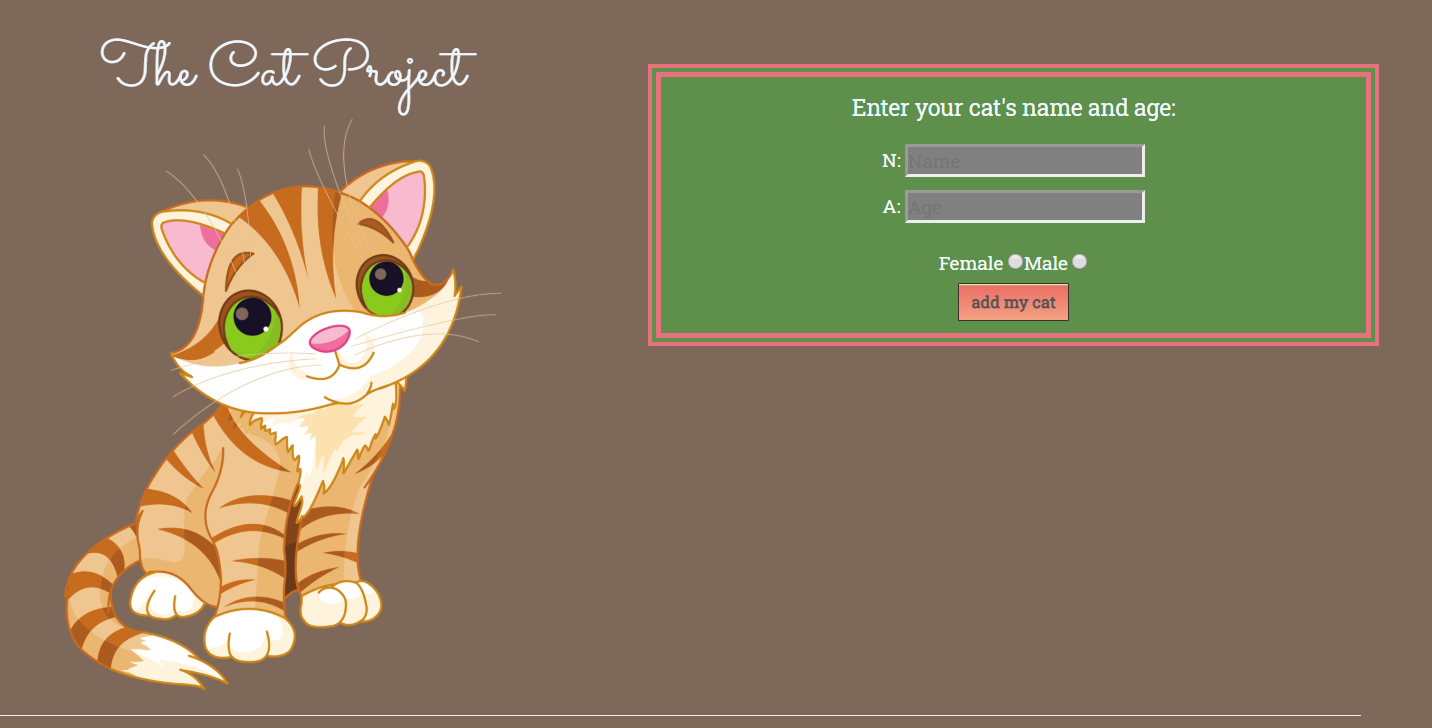 The Cat Project
Enter your cat's name and age:
N: Name
A: Age
Female Male
add my cat